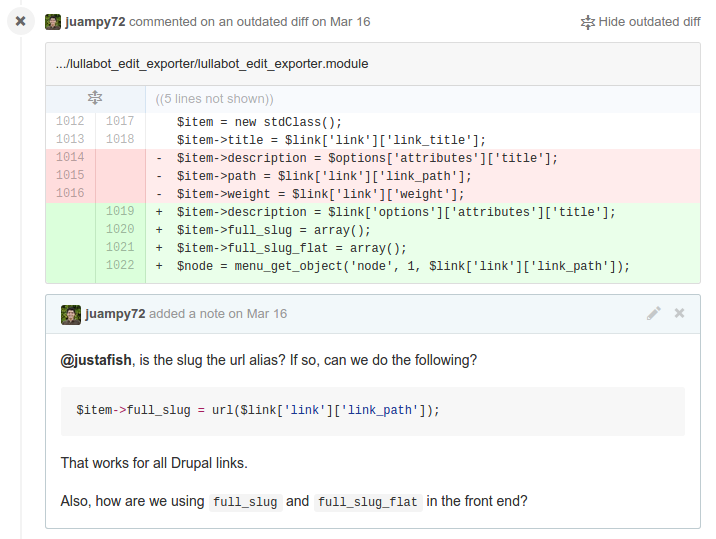 juampy72 commented on an outdated diff on Mar 16 Hide outdated diff
.../lullabot_edit_exporter/lullabot_edit_exporter.module
((5 lines not shown))
1012 1017 $item = new stdClass();
1013 1018 $item->title = $link['link']['link_title'];
1014 - $item->description = $options['attributes']['title'];
1015 - $item->path = $link['link']['link_path'];
1016 - $item->weight = $link['link']['weight'];
1019 + $item->description = $link['options']['attributes']['title'];
1020 + $item->full_slug = array();
1021 + $item->full_slug_flat = array();
1022 + $node = menu_get_object('node', 1, $link['link']['link_path']);
juampy72 added a note on Mar 16
@justafish, is the slug the url alias? If so, can we do the following?
$item->full_slug = url($link['link']['link_path']);
That works for all Drupal links.
Also, how are we using full_slug and full_slug_flat in the front end?